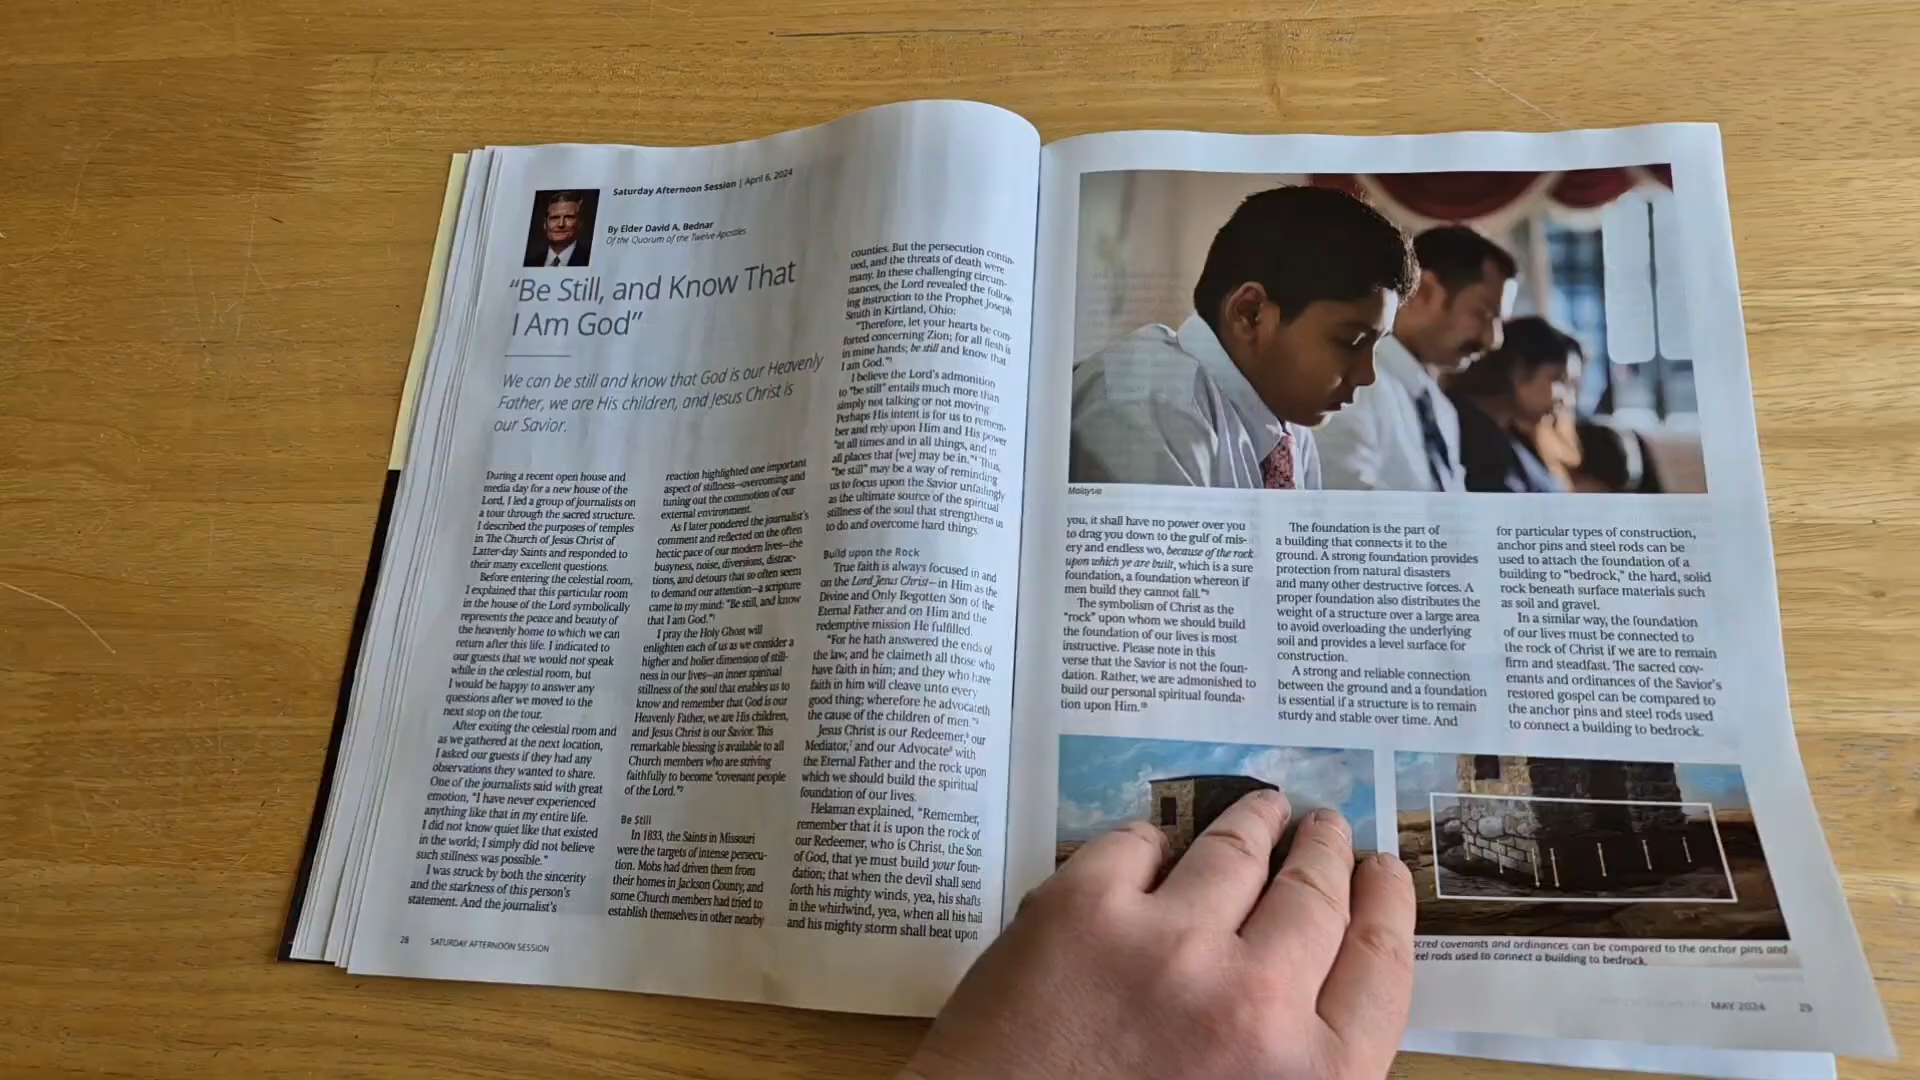 Saturday Afternoon Session | April 6, 2024
By Elder David A. Bednar
Of the Quorum of the Twelve Apostles
“Be Still, and Know That
I Am God”
We can be still and know that God is our Heavenly
Father, we are His children, and Jesus Christ is
our Savior.
During a recent open house and
media day for a new house of the
Lord, I led a group of journalists on
a tour through the sacred structure.
I described the purposes of temples
in The Church of Jesus Christ of
Latter-day Saints and responded to
their many excellent questions.
Before entering the celestial room,
I explained that this particular room
in the house of the Lord symbolically
represents the peace and beauty of
the heavenly home to which we can
return after this life. I indicated to
our guests that we would not speak
while in the celestial room, but
I would be happy to answer any
questions after we moved to the
next stop on the tour.
After exiting the celestial room and
as we gathered at the next location,
I asked our guests if they had any
observations they wanted to share.
One of the journalists said with great
emotion, “I have never experienced
anything like that in my entire life.
I did not know quiet like that existed
in the world; I simply did not believe
such stillness was possible.”
I was struck by both the sincerity
and the starkness of this person’s
statement. And the journalist’s
reaction highlighted one important
aspect of stillness—overcoming and
tuning out the commotion of our
external environment.
As I later pondered the journalist’s
comment and reflected on the often
hectic pace of our modern lives—the
busyness, noise, diversions, distrac-
tions, and detours that so often seem
to demand our attention—a scripture
came to my mind: “Be still, and know
that I am God.”1
I pray the Holy Ghost will
enlighten each of us as we consider a
higher and holier dimension of still-
ness in our lives—an inner spiritual
stillness of the soul that enables us to
know and remember that God is our
Heavenly Father, we are His children,
and Jesus Christ is our Savior. This
remarkable blessing is available to all
Church members who are striving
faithfully to become “covenant people
of the Lord.”2
Be Still
In 1833, the Saints in Missouri
were the targets of intense persecu-
tion. Mobs had driven them from
their homes in Jackson County, and
some Church members had tried to
establish themselves in other nearby
counties. But the persecution contin-
ued, and the threats of death were
many. In these challenging circum-
stances, the Lord revealed the follow-
ing instruction to the Prophet Joseph
Smith in Kirtland, Ohio:
“Therefore, let your hearts be com-
forted concerning Zion; for all flesh is
in mine hands; be still and know that
I am God.”3
I believe the Lord’s admonition
to “be still” entails much more than
simply not talking or not moving.
Perhaps His intent is for us to remem-
ber and rely upon Him and His power
“at all times and in all things, and in
all places that [we] may be in.”4 Thus,
“be still” may be a way of reminding
us to focus upon the Savior unfailingly
as the ultimate source of the spiritual
stillness of the soul that strengthens us
to do and overcome hard things.
Build upon the Rock
True faith is always focused in and
on the Lord Jesus Christ—in Him as the
Divine and Only Begotten Son of the
Eternal Father and on Him and the
redemptive mission He fulfilled.
“For he hath answered the ends of
the law, and he claimeth all those who
have faith in him; and they who have
faith in him will cleave unto every
good thing; wherefore he advocateth
the cause of the children of men.”5
Jesus Christ is our Redeemer,6 our
Mediator,7 and our Advocate8 with
the Eternal Father and the rock upon
which we should build the spiritual
foundation of our lives.
Helaman explained, “Remember,
remember that it is upon the rock of
our Redeemer, who is Christ, the Son
of God, that ye must build your foun-
dation; that when the devil shall send
forth his mighty winds, yea, his shafts
in the whirlwind, yea, when all his hail
and his mighty storm shall beat upon
28 SATURDAY AFTERNOON SESSION
Malaysia
you, it shall have no power over you
to drag you down to the gulf of mis-
ery and endless wo, because of the rock
upon which ye are built, which is a sure
foundation, a foundation whereon if
men build they cannot fall.”9
The symbolism of Christ as the
“rock” upon whom we should build
the foundation of our lives is most
instructive. Please note in this
verse that the Savior is not the foun-
dation. Rather, we are admonished to
build our personal spiritual founda-
tion upon Him.10
The foundation is the part of
a building that connects it to the
ground. A strong foundation provides
protection from natural disasters
and many other destructive forces. A
proper foundation also distributes the
weight of a structure over a large area
to avoid overloading the underlying
soil and provides a level surface for
construction.
A strong and reliable connection
between the ground and a foundation
is essential if a structure is to remain
sturdy and stable over time. And
for particular types of construction,
anchor pins and steel rods can be
used to attach the foundation of a
building to “bedrock,” the hard, solid
rock beneath surface materials such
as soil and gravel.
In a similar way, the foundation
of our lives must be connected to
the rock of Christ if we are to remain
firm and steadfast. The sacred cov-
enants and ordinances of the Savior’s
restored gospel can be compared to
the anchor pins and steel rods used
to connect a building to bedrock.
covenants and ordinances can be compared to the anchor pins and
rods used to connect a building to bedrock.
MAY 2024 29